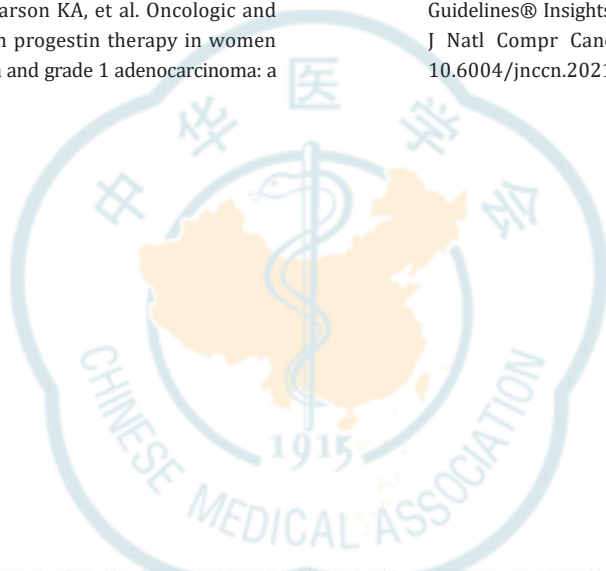 arson KA, et al. Oncologic and
n progestin therapy in women
and grade 1 adenocarcinoma: a
Guidelines® Insights
J Natl Compr Canc
10.6004/jnccn.2021
中华医学会
1915
CHINESE MEDICAL ASSOCIATION